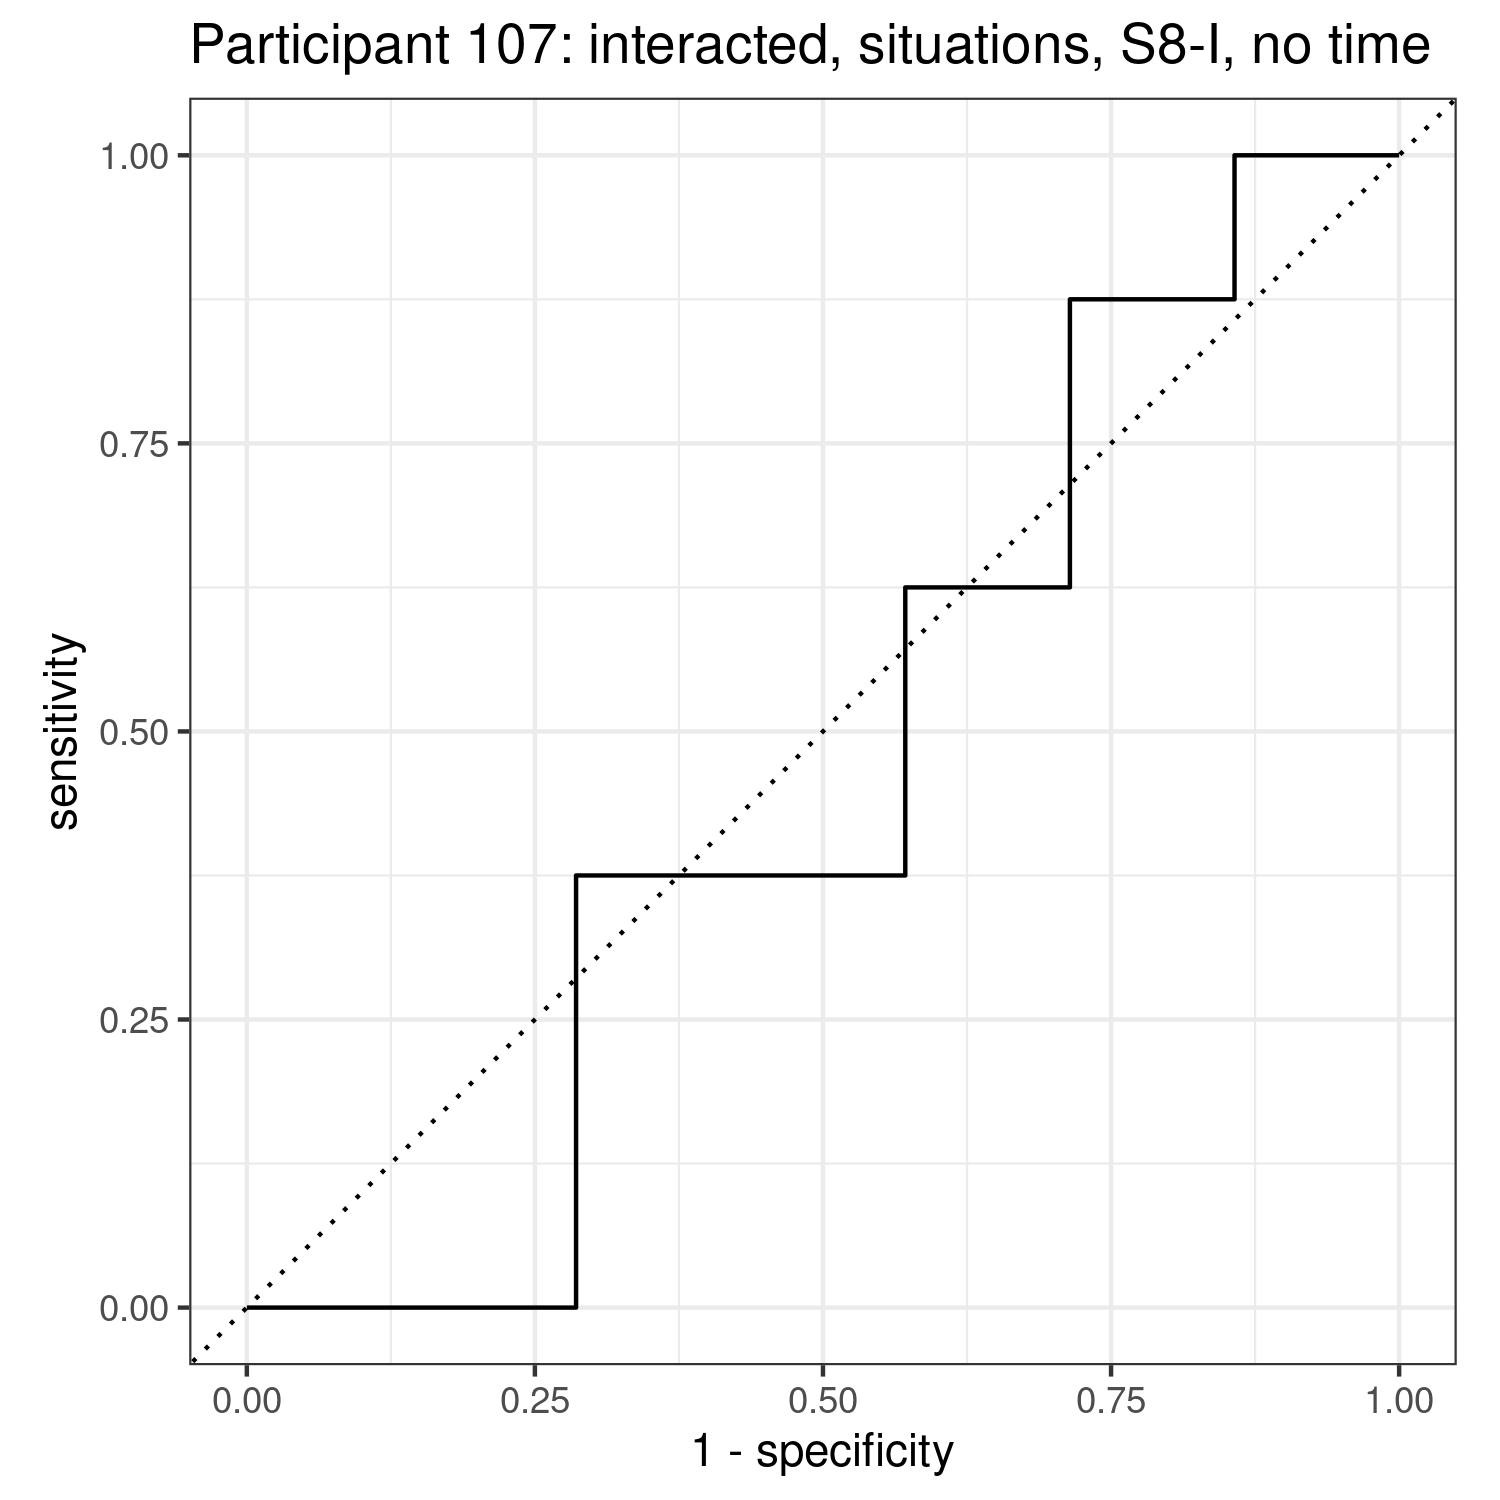 Participant 107: interacted, situations, S8-I, no time
1.00
0.75
0.50
0.25
0.00
sensitivity
0.00 0.25 0.50 0.75 1.00
1 - specificity